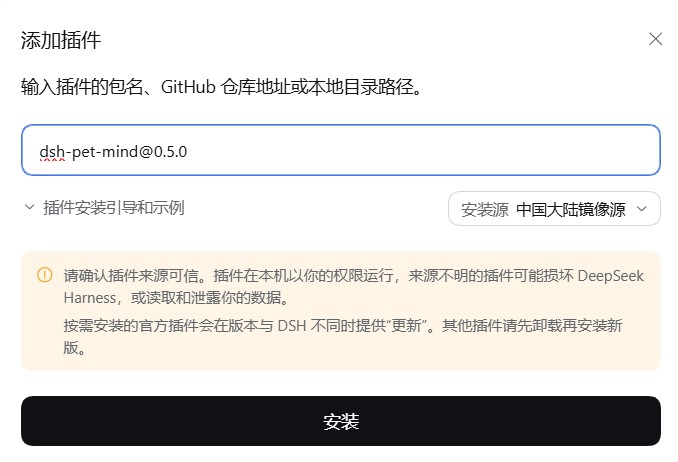 添加插件
输入插件的包名、GitHub 仓库地址或本地目录路径。
dsh-pet-mind@0.5.0
插件安装引导和示例
安装源 中国大陆镜像源
请确认插件来源可信。插件在本机以你的权限运行，来源不明的插件可能损坏 DeepSeek
Harness，或读取和泄露你的数据。
按需安装的官方插件会在版本与 DSH 不同时提供“更新”。其他插件请先卸载再安装新
版。
安装